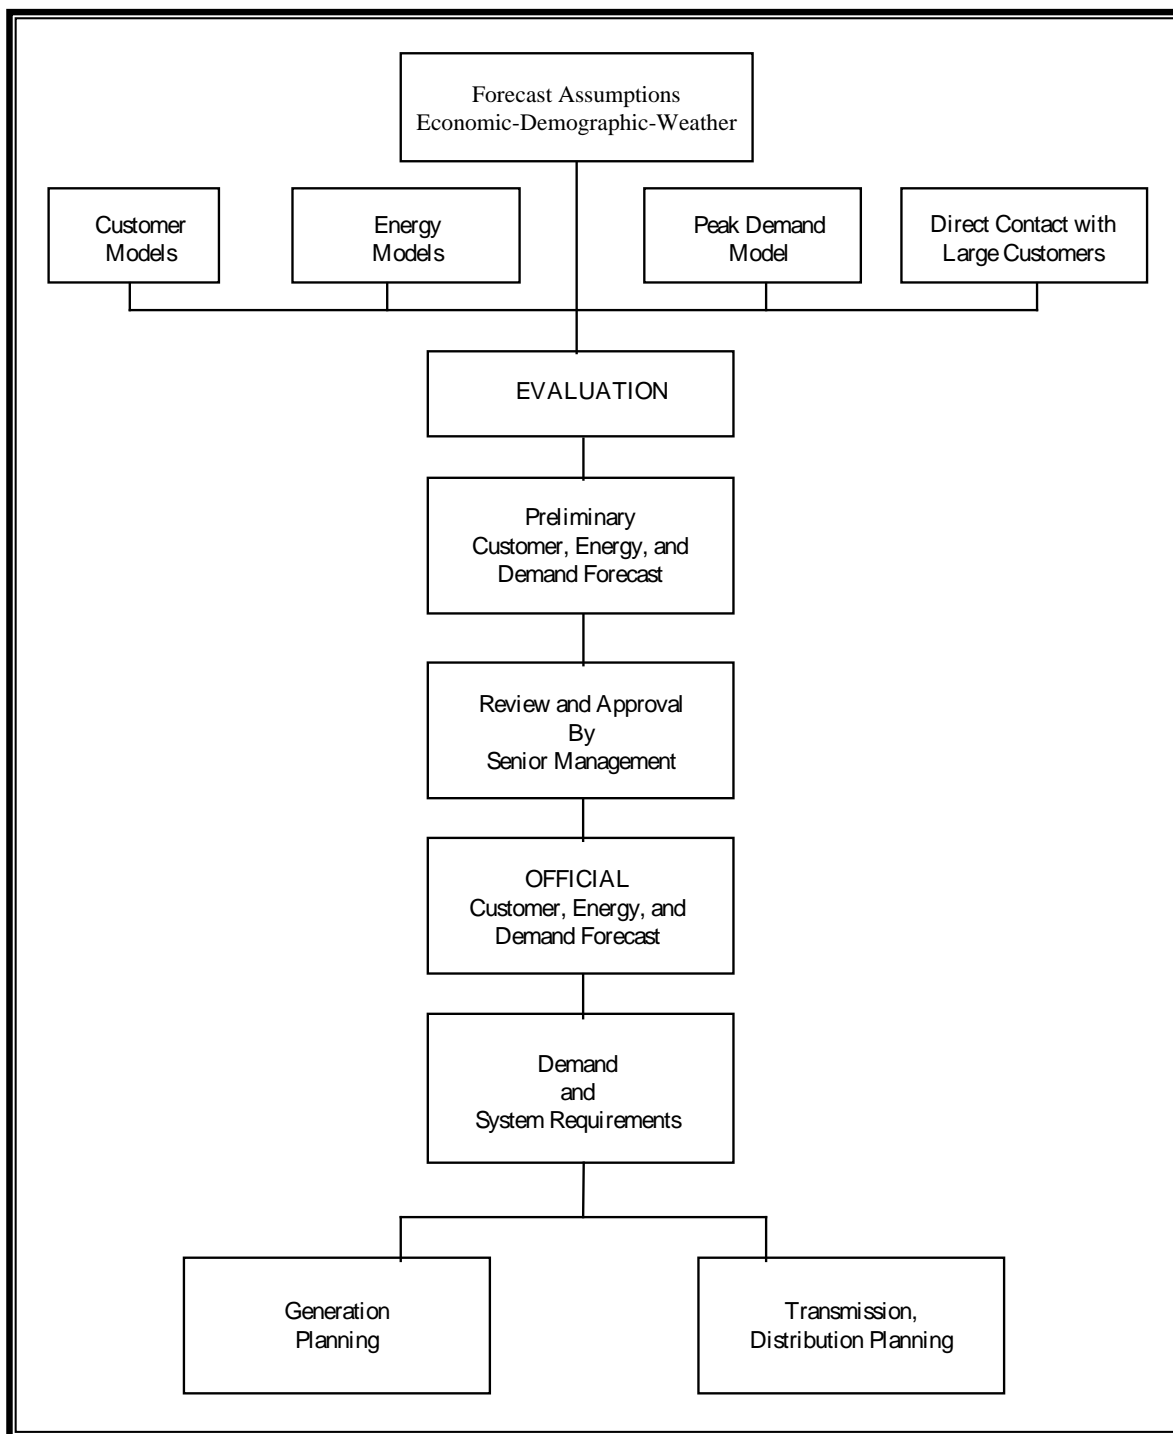 Forecast Assumptions
Economic-Demographic-Weather
Customer
Models
Energy
Models
Peak Demand
Model
Direct Contact with
Large Customers
EVALUATION
Preliminary
Customer, Energy, and
Demand Forecast
Review and Approval
By
Senior Management
OFFICIAL
Customer, Energy, and
Demand Forecast
Demand
and
System Requirements
Generation
Planning
Transmission,
Distribution Planning